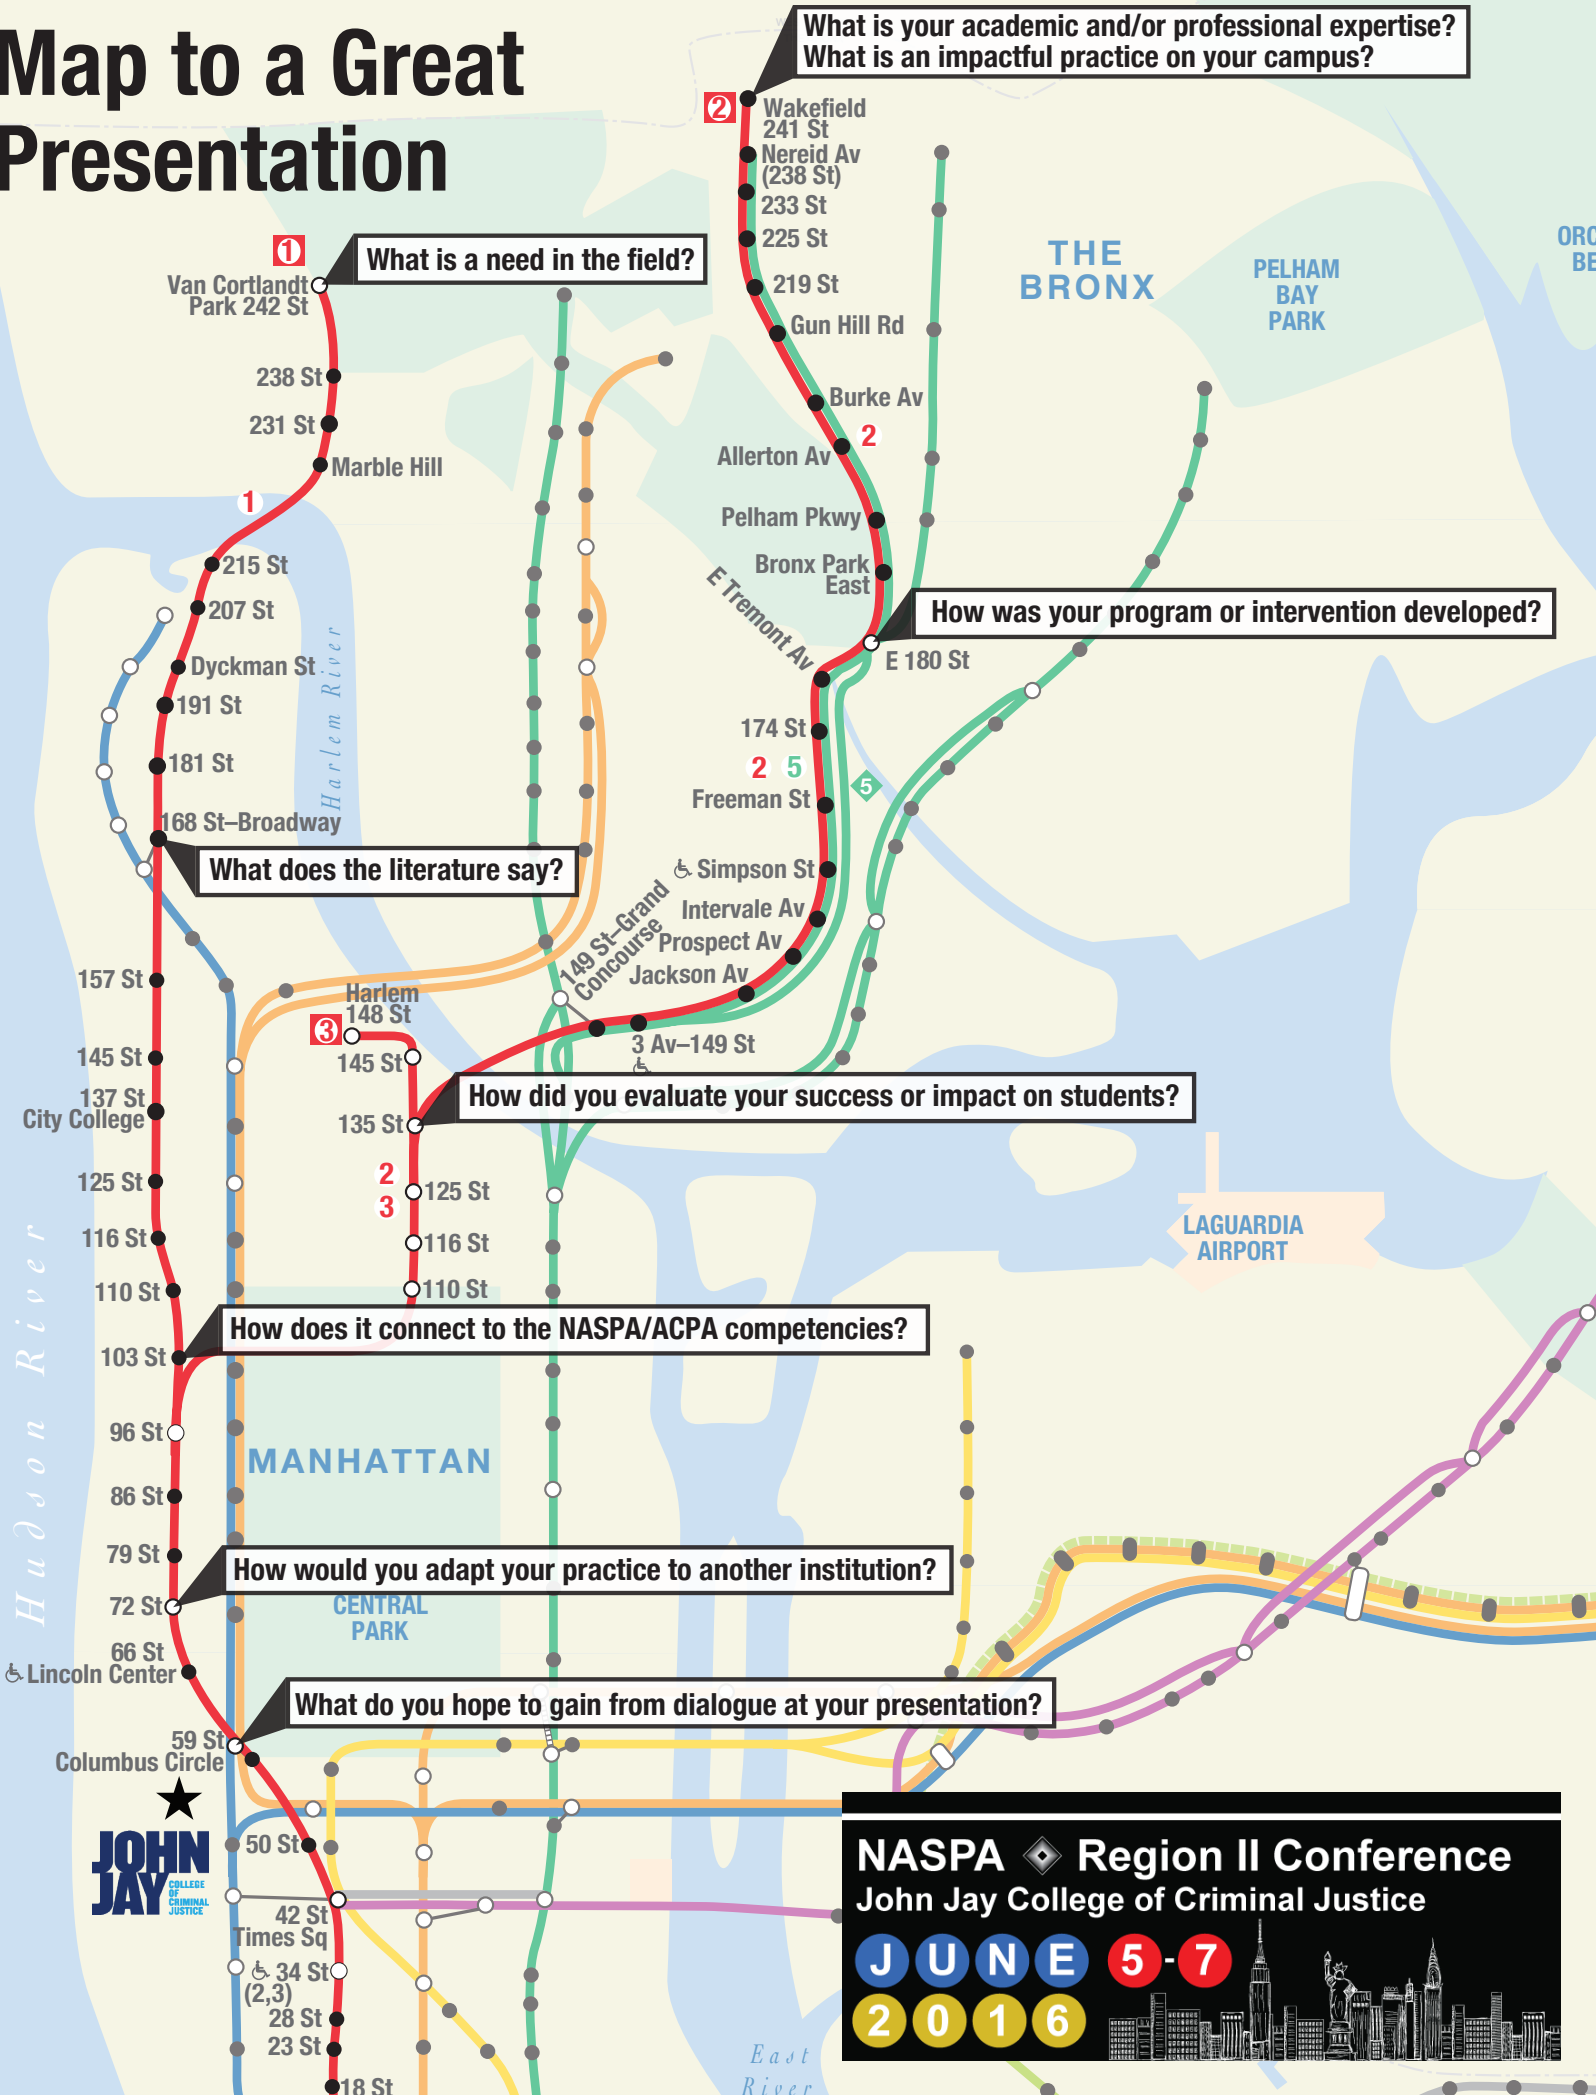 Map to a Great
Presentation
What is your academic and/or professional expertise?
What is an impactful practice on your campus?
2
Wakefield
241 St
Nereid Av
(238 St)
233 St
225 St
219 St
Gun Hill Rd
Burke Av
2
Allerton Av
Pelham Pkwy
Bronx Park
East
E Tremont Av
THE
BRONX
PELHAM
BAY
PARK
ORC
BE
1
What is a need in the field?
Van Cortlandt
Park 242 St
238 St
231 St
Marble Hill
1
215 St
207 St
Dyckman St
191 St
181 St
168 St–Broadway
Harlem River
What does the literature say?
How was your program or intervention developed?
E 180 St
174 St
2 5
5
Freeman St
Simpson St
Intervale Av
Prospect Av
Jackson Av
149 St–Grand
Concourse
3 Av–149 St
157 St
145 St
137 St
City College
125 St
116 St
110 St
Harlem
148 St
3
145 St
How did you evaluate your success or impact on students?
135 St
2
3
125 St
116 St
110 St
LAGUARDIA
AIRPORT
Hudson River
How does it connect to the NASPA/ACPA competencies?
103 St
96 St
MANHATTAN
86 St
79 St
How would you adapt your practice to another institution?
72 St
CENTRAL
PARK
66 St
Lincoln Center
What do you hope to gain from dialogue at your presentation?
59 St
Columbus Circle
JOHN
JAY
COLLEGE
OF
CRIMINAL
JUSTICE
50 St
42 St
Times Sq
34 St
(2,3)
28 St
23 St
18 St
East
River
NASPA Region II Conference
John Jay College of Criminal Justice
JUNE 5-7
2016